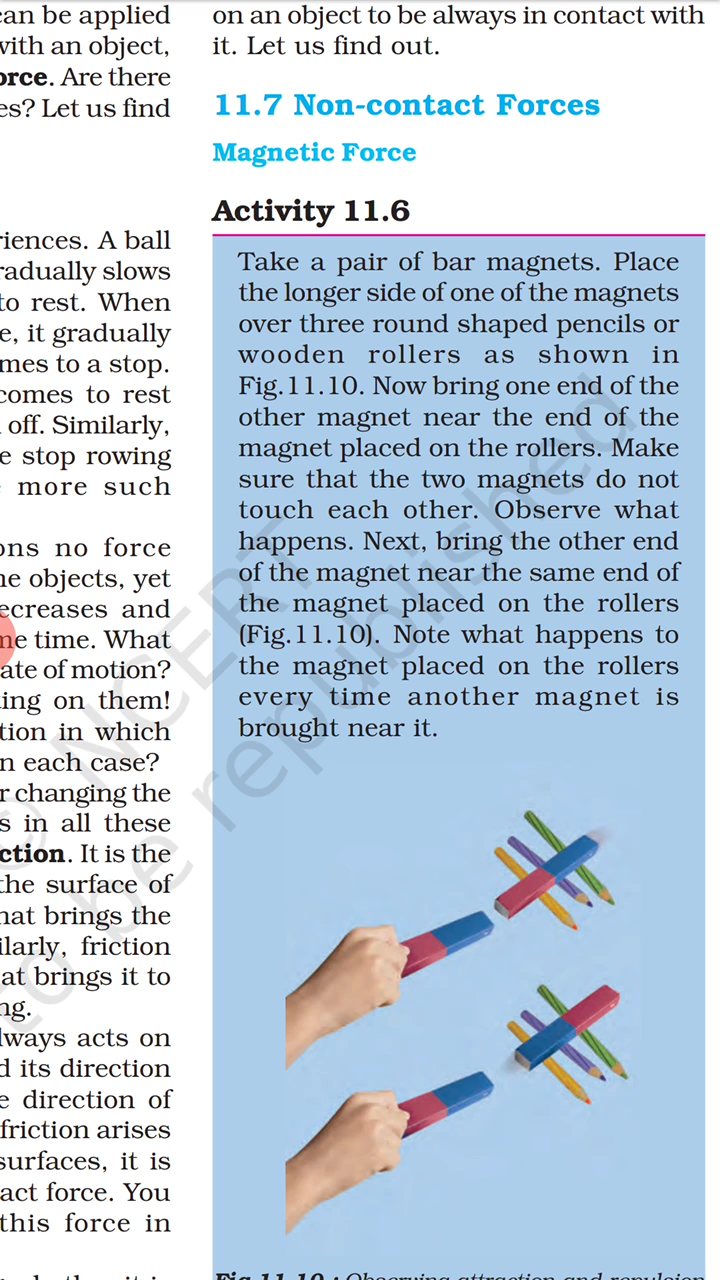 can be applied
with an object,
orce. Are there
es? Let us find
riences. A ball
radually slows
to rest. When
e, it gradually
mes to a stop.
comes to rest
off. Similarly,
e stop rowing
more such
ons no force
he objects, yet
ecreases and
me time. What
ate of motion?
ting on them!
tion in which
n each case?
r changing the
s in all these
ction. It is the
the surface of
hat brings the
ilarly, friction
at brings it to
ng.
lways acts on
d its direction
e direction of
friction arises
surfaces, it is
act force. You
this force in
on an object to be always in contact with
it. Let us find out.
11.7 Non-contact Forces
Magnetic Force
Activity 11.6
Take a pair of bar magnets. Place
the longer side of one of the magnets
over three round shaped pencils or
wooden rollers as shown in
Fig.11.10. Now bring one end of the
other magnet near the end of the
magnet placed on the rollers. Make
sure that the two magnets do not
touch each other. Observe what
happens. Next, bring the other end
of the magnet near the same end of
the magnet placed on the rollers
(Fig.11.10). Note what happens to
the magnet placed on the rollers
every time another magnet is
brought near it.
Fig 11.10 : Observing attraction and repulsion
© NCERT
to be republished